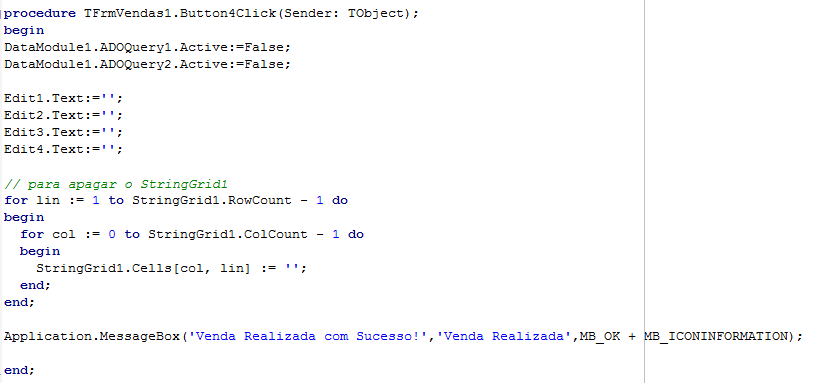 procedure TFrmVendas1.Button4Click(Sender: TObject);
begin
DataModule1.ADOQuery1.Active:=False;
DataModule1.ADOQuery2.Active:=False;
Edit1.Text:='';
Edit2.Text:='';
Edit3.Text:='';
Edit4.Text:='';
// para apagar o StringGrid1
for lin := 1 to StringGrid1.RowCount - 1 do
begin
  for col := 0 to StringGrid1.ColCount - 1 do
  begin
    StringGrid1.Cells[col, lin] := '';
  end;
end;
Application.MessageBox('Venda Realizada com Sucesso!','Venda Realizada',MB_OK + MB_ICONINFORMATION);
end;